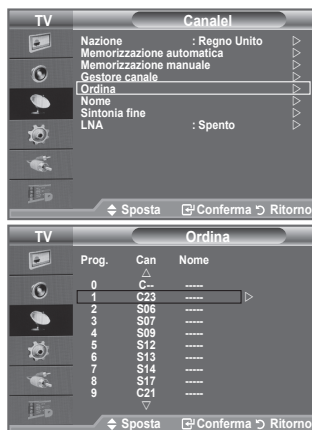 TV Canalel
Nazione : Regno Unito
Memorizzazione automatica
Memorizzazione manuale
Gestore canale
Ordina
Nome
Sintonia fine
LNA : Spento
Sposta Conferma Ritorno
TV Ordina
Prog. Can Nome
0 C-- -----
1 C23 -----
2 S06 -----
3 S07 -----
4 S09 -----
5 S12 -----
6 S13 -----
7 S14 -----
8 S17 -----
9 C21 -----
Sposta Conferma Ritorno